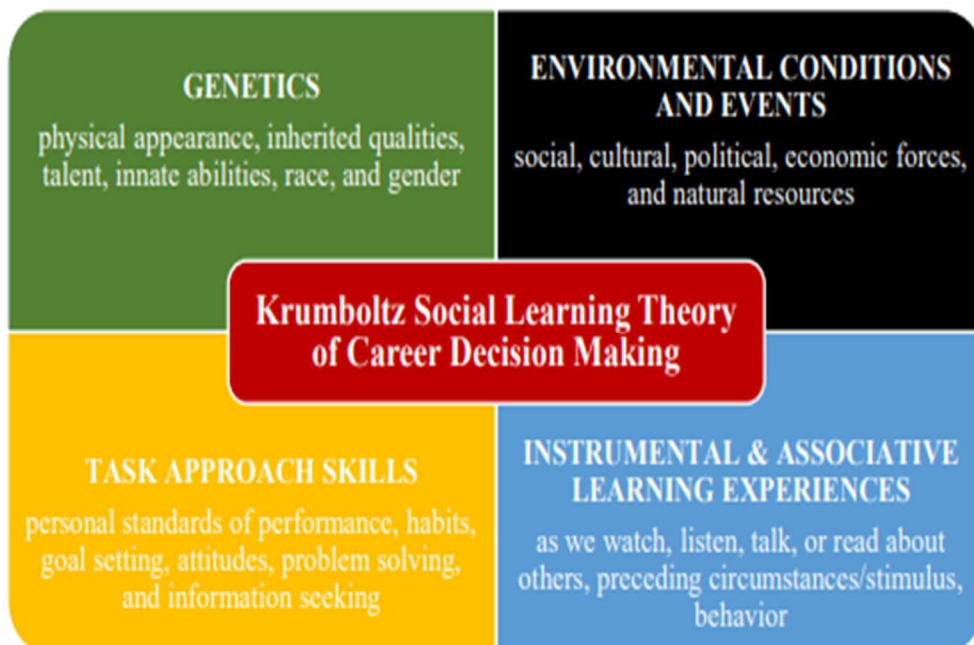 GENETICS
physical appearance, inherited qualities,
talent, innate abilities, race, and gender
ENVIRONMENTAL CONDITIONS
AND EVENTS
social, cultural, political, economic forces,
and natural resources
Krumboltz Social Learning Theory
of Career Decision Making
TASK APPROACH SKILLS
personal standards of performance, habits,
goal setting, attitudes, problem solving,
and information seeking
INSTRUMENTAL & ASSOCIATIVE
LEARNING EXPERIENCES
as we watch, listen, talk, or read about
others, preceding circumstances/stimulus,
behavior